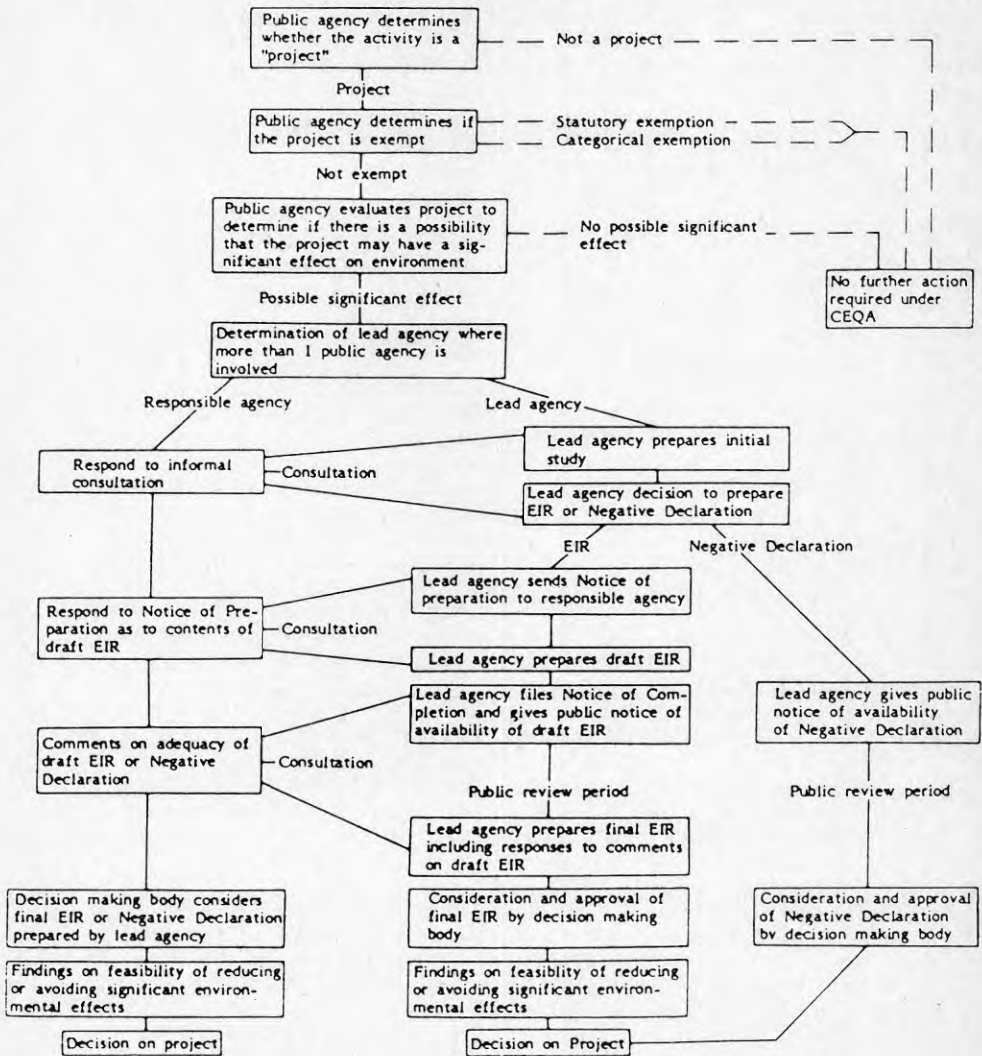 Public agency determines
whether the activity is a
"project"
Not a project
Project
Public agency determines if
the project is exempt
Statutory exemption
Categorical exemption
Not exempt
Public agency evaluates project to
determine if there is a possibility
that the project may have a sig-
nificant effect on environment
No possible significant
effect
No further action
required under
CEQA
Possible significant effect
Determination of lead agency where
more than 1 public agency is
involved
Responsible agency
Lead agency
Respond to informal
consultation
Consultation
Lead agency prepares initial
study
Lead agency decision to prepare
EIR or Negative Declaration
EIR
Negative Declaration
Respond to Notice of Pre-
paration as to contents of
draft EIR
Consultation
Lead agency sends Notice of
preparation to responsible agency
Lead agency prepares draft EIR
Lead agency files Notice of Com-
pletion and gives public notice of
availability of draft EIR
Lead agency gives public
notice of availability
of Negative Declaration
Comments on adequacy of
draft EIR or Negative
Declaration
Consultation
Public review period
Public review period
Lead agency prepares final EIR
including responses to comments
on draft EIR
Decision making body considers
final EIR or Negative Declaration
prepared by lead agency
Consideration and approval of
final EIR by decision making
body
Consideration and approval
of Negative Declaration
by decision making body
Findings on feasibility of reducing
or avoiding significant environ-
mental effects
Findings on feasiblity of reducing
or avoiding significant environ-
mental effects
Decision on project
Decision on Project